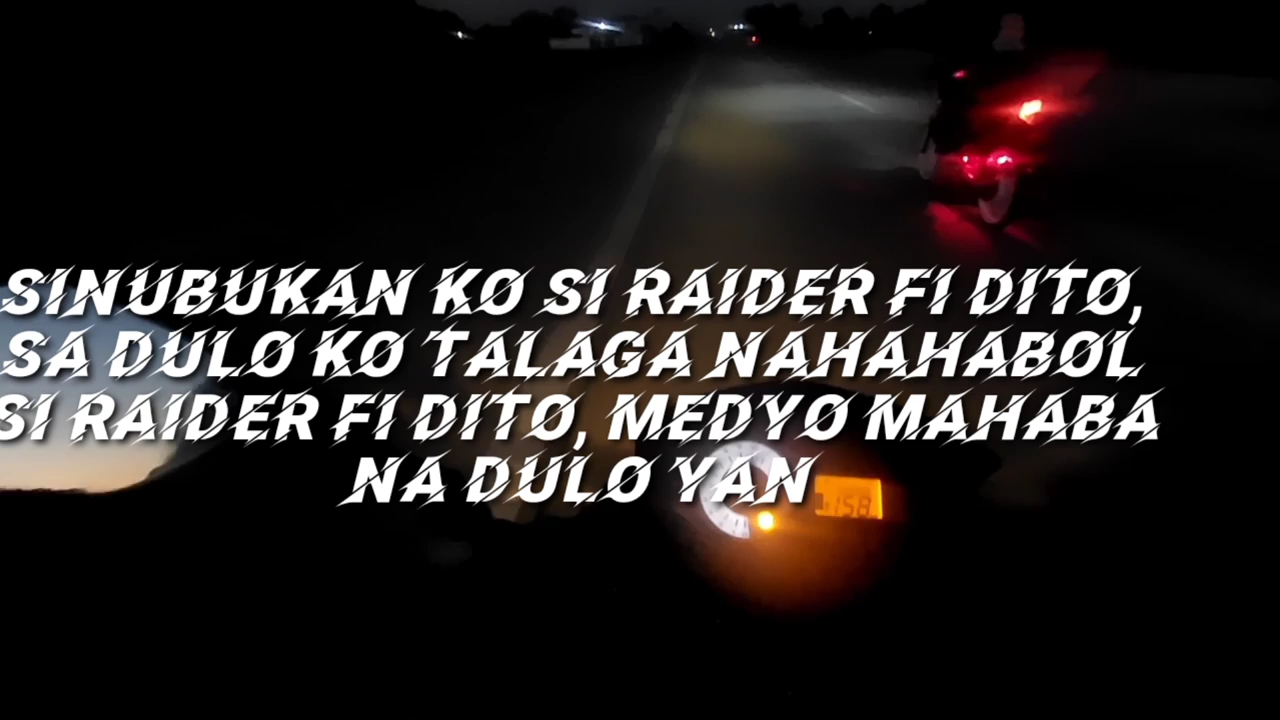 SINUBUKAN KO SI RAIDER FI DITO,
SA DULO KO TALAGA NAHAHABOL
SI RAIDER FI DITO, MEDYO MAHABA
NA DULO YAN
158